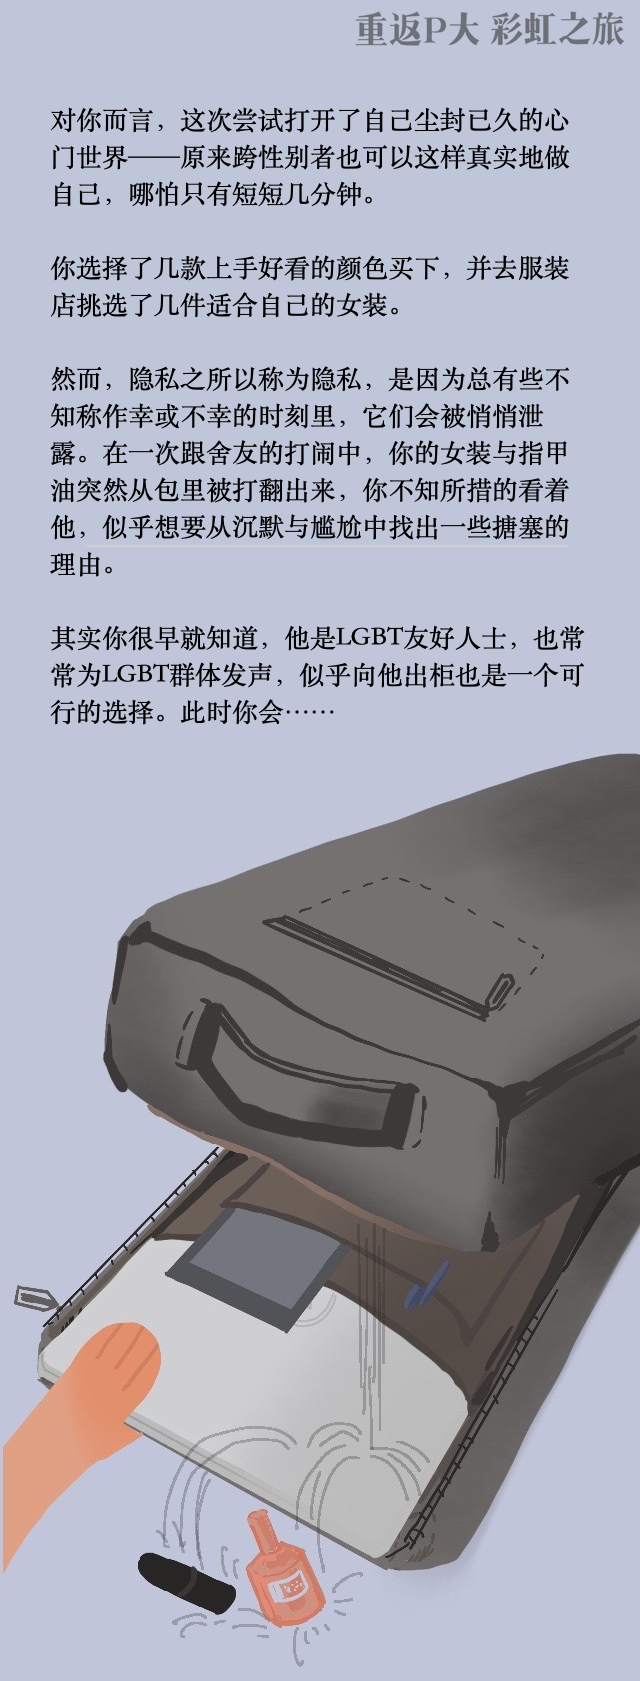 重返P大 彩虹之旅
对你而言，这次尝试打开了自己尘封已久的心
门世界——原来跨性别者也可以这样真实地做
自己，哪怕只有短短几分钟。
你选择了几款上手好看的颜色买下，并去服装
店挑选了几件适合自己的女装。
然而，隐私之所以称为隐私，是因为总有些不
知称作幸或不幸的时刻里，它们会被悄悄泄
露。在一次跟舍友的打闹中，你的女装与指甲
油突然从包里被打翻出来，你不知所措的看着
他，似乎想要从沉默与尴尬中找出一些搪塞的
理由。
其实你很早就知道，他是LGBT友好人士，也常
常为LGBT群体发声，似乎向他出柜也是一个可
行的选择。此时你会……